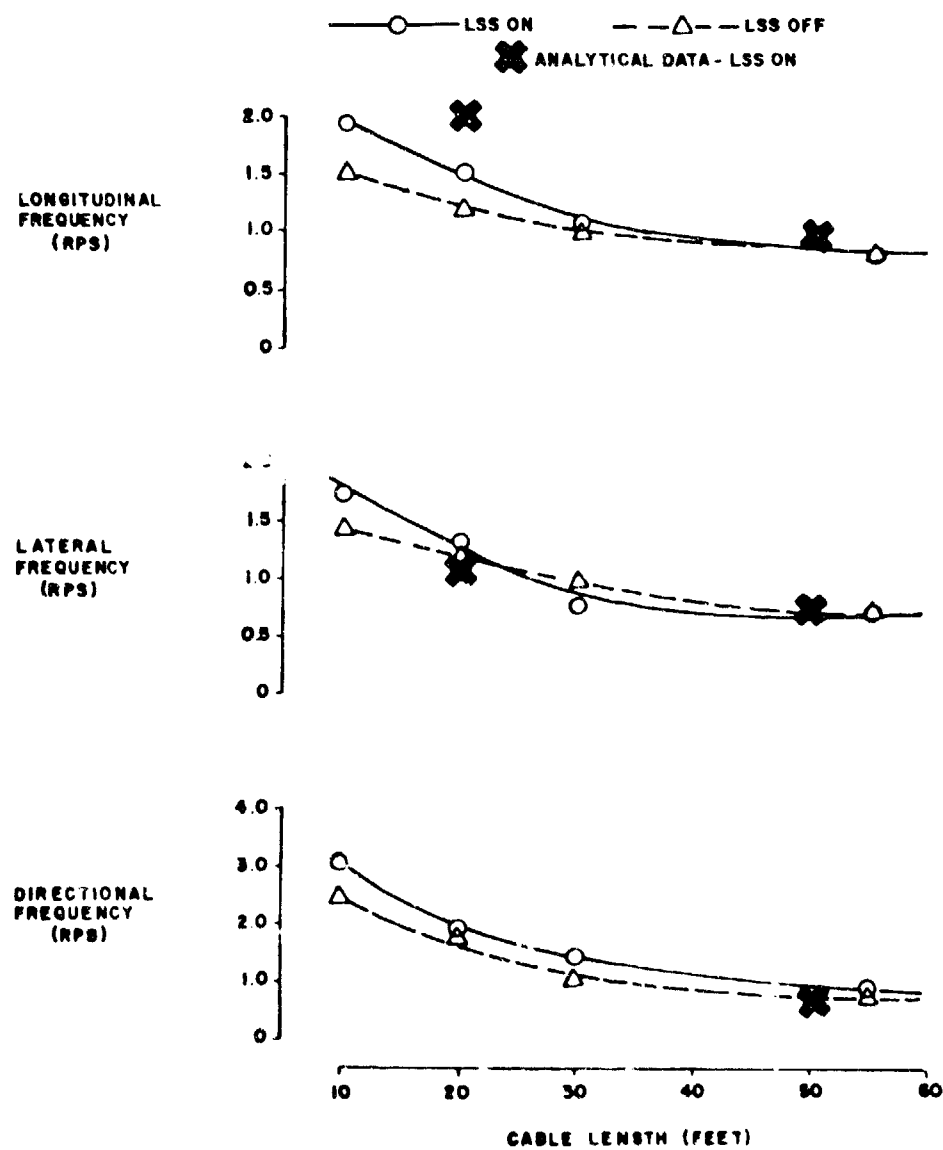 LSS ON LSS OFF
ANALYTICAL DATA - LSS ON
2.0
1.5
LONGITUDINAL
FREQUENCY
(RPS)
1.0
0.5
0
1.5
LATERAL
FREQUENCY
(RPS)
1.0
0.5
0
4.0
3.0
DIRECTIONAL
FREQUENCY
(RPS)
2.0
1.0
0
10 20 30 40 50 60
CABLE LENGTH (FEET)